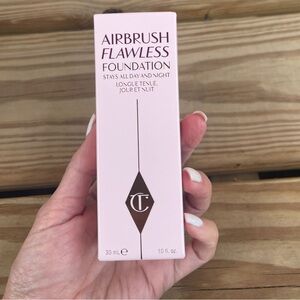 AIRBRUSH
FLAWLESS
FOUNDATION
STAYS ALL DAY AND NIGHT
LONGUE TENUE,
JOUR ET NUIT
CT
30 mL e 1.0 fl. oz.